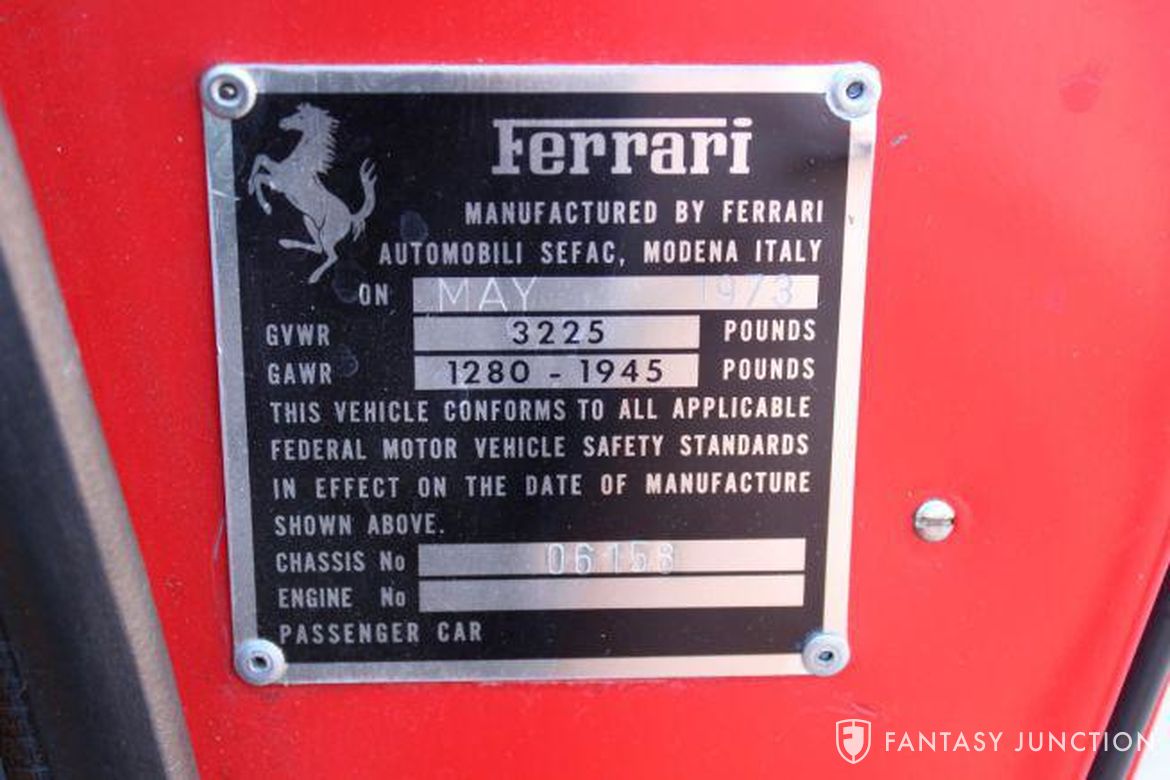 Ferrari
MANUFACTURED BY FERRARI
AUTOMOBILI SEFAC, MODENA ITALY
ON MAY 1973
GVWR 3225 POUNDS
GAWR 1280 - 1945 POUNDS
THIS VEHICLE CONFORMS TO ALL APPLICABLE
FEDERAL MOTOR VEHICLE SAFETY STANDARDS
IN EFFECT ON THE DATE OF MANUFACTURE
SHOWN ABOVE.
CHASSIS No 06158
ENGINE No
PASSENGER CAR
FANTASY JUNCTION